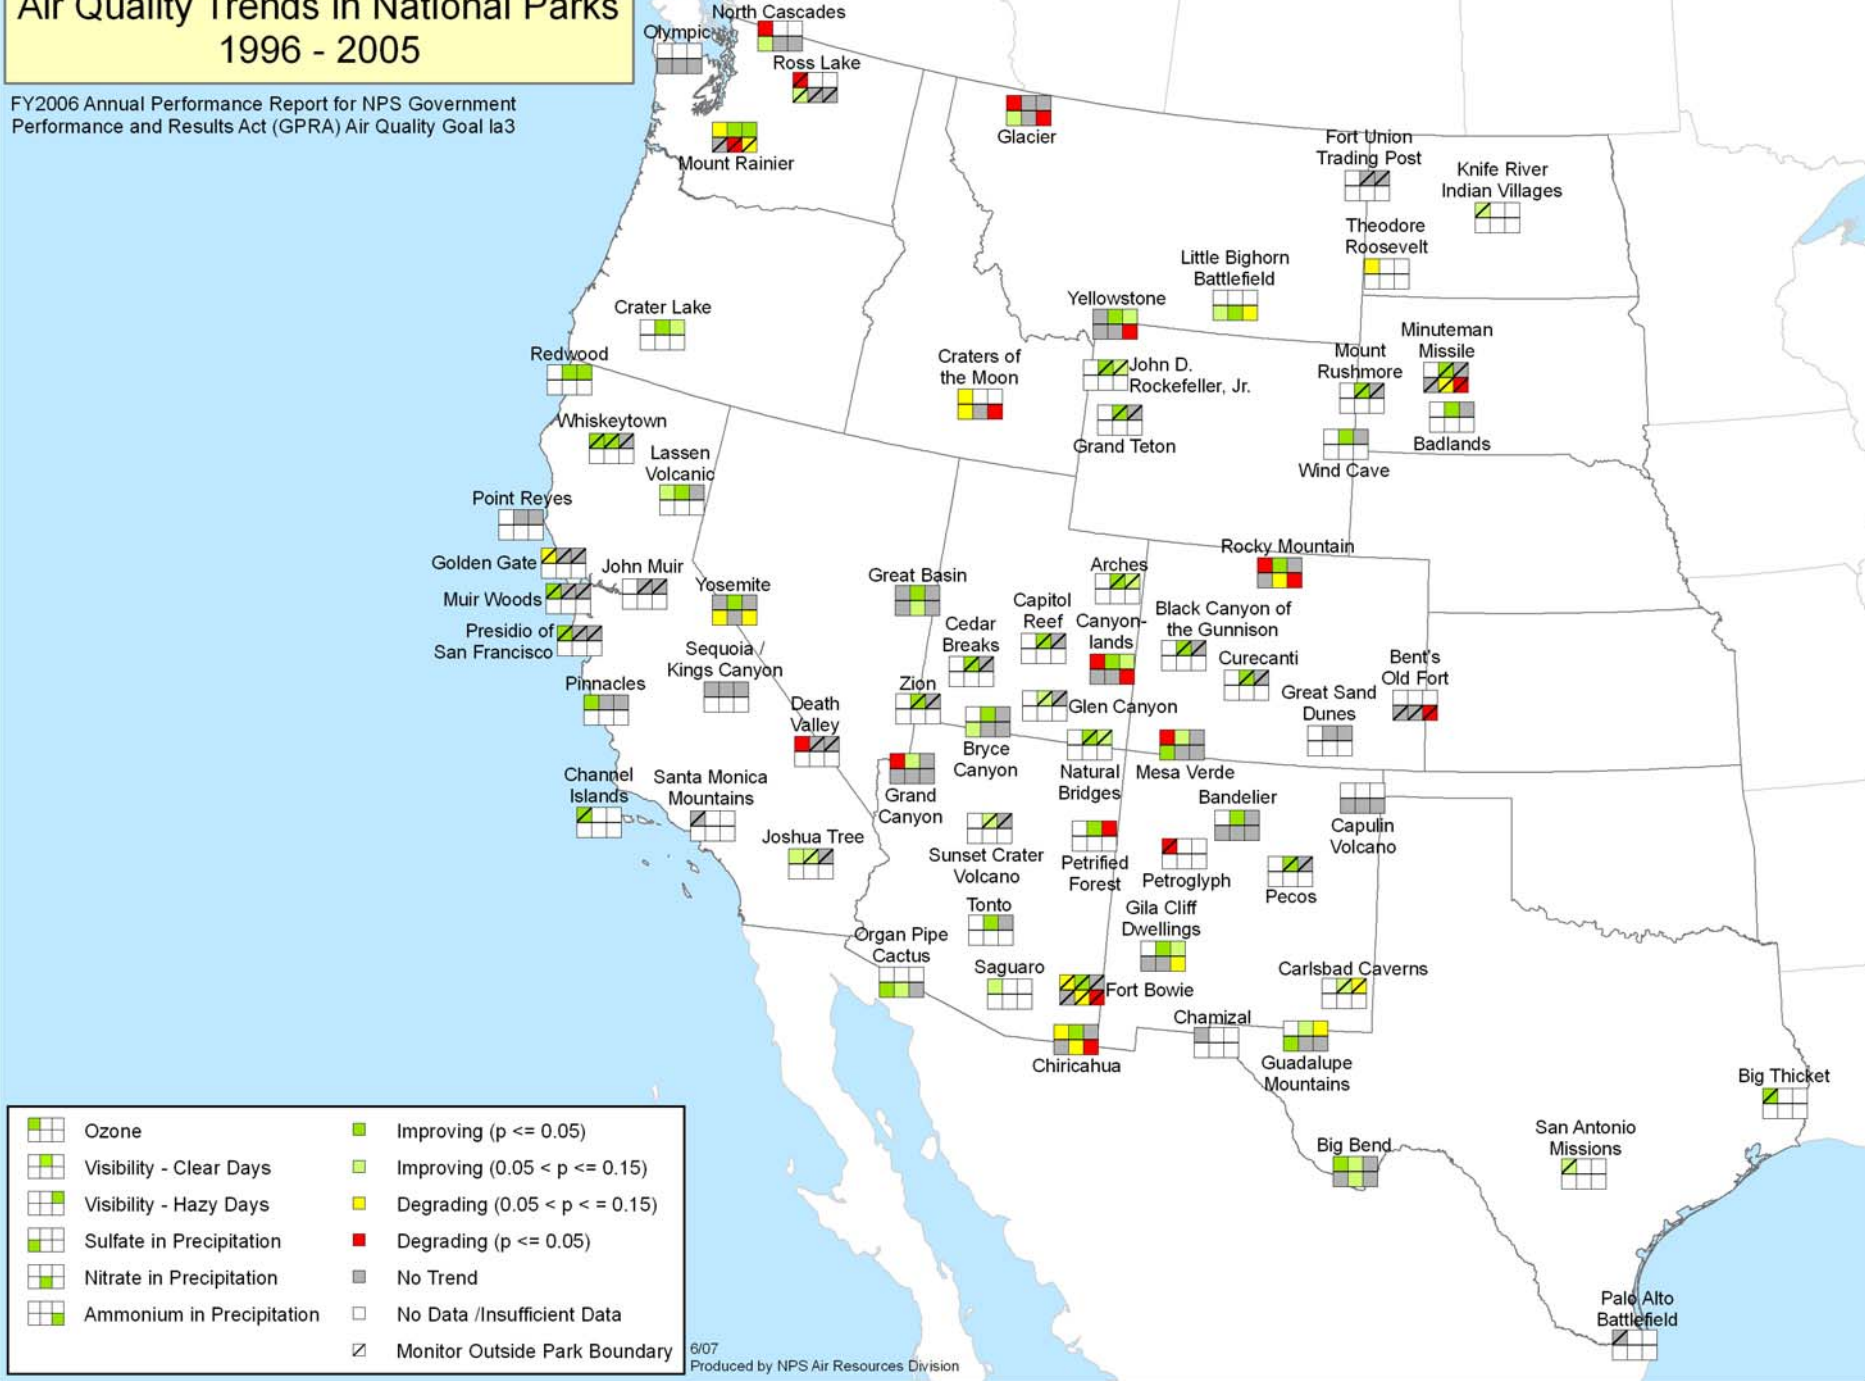 Air Quality Trends in National Parks
1996 - 2005
FY2006 Annual Performance Report for NPS Government
Performance and Results Act (GPRA) Air Quality Goal Ia3
North Cascades
Olympic
Ross Lake
Mount Rainier
Glacier
Fort Union
Trading Post
Knife River
Indian Villages
Theodore
Roosevelt
Little Bighorn
Battlefield
Yellowstone
Crater Lake
Redwood
Craters of
the Moon
John D.
Rockefeller, Jr.
Grand Teton
Mount
Rushmore
Minuteman
Missile
Badlands
Wind Cave
Whiskeytown
Lassen
Volcanic
Point Reyes
Golden Gate
John Muir
Muir Woods
Presidio of
San Francisco
Yosemite
Sequoia /
Kings Canyon
Pinnacles
Death
Valley
Channel
Islands
Santa Monica
Mountains
Joshua Tree
Great Basin
Cedar
Breaks
Capitol
Reef
Arches
Canyon-
lands
Rocky Mountain
Black Canyon of
the Gunnison
Curecanti
Great Sand
Dunes
Bent's
Old Fort
Zion
Glen Canyon
Bryce
Canyon
Natural
Bridges
Mesa Verde
Grand
Canyon
Bandelier
Capulin
Volcano
Sunset Crater
Volcano
Petrified
Forest
Petroglyph
Pecos
Tonto
Gila Cliff
Dwellings
Organ Pipe
Cactus
Saguaro
Fort Bowie
Carlsbad Caverns
Chiricahua
Chamizal
Guadalupe
Mountains
Big Thicket
Big Bend
San Antonio
Missions
Palo Alto
Battlefield
Ozone
Visibility - Clear Days
Visibility - Hazy Days
Sulfate in Precipitation
Nitrate in Precipitation
Ammonium in Precipitation
Improving (p <= 0.05)
Improving (0.05 < p <= 0.15)
Degrading (0.05 < p < = 0.15)
Degrading (p <= 0.05)
No Trend
No Data /Insufficient Data
Monitor Outside Park Boundary
6/07
Produced by NPS Air Resources Division